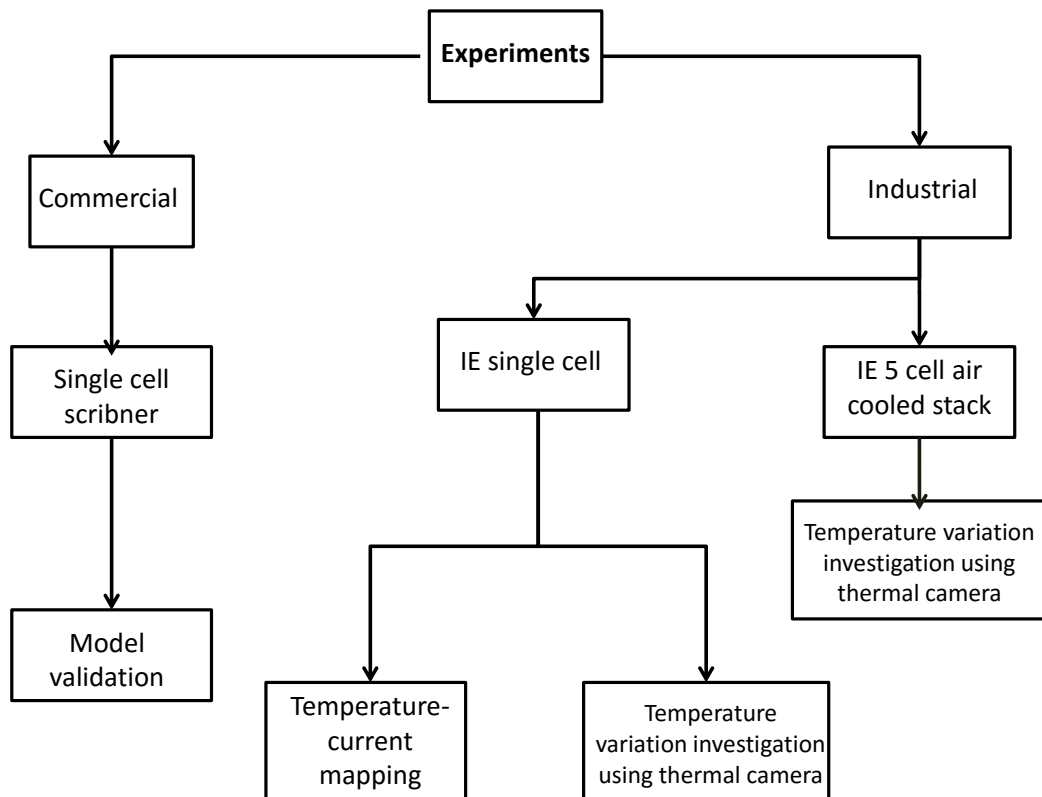 Experiments
Commercial
Industrial
Single cell
scribner
IE single cell
IE 5 cell air
cooled stack
Temperature variation
investigation using
thermal camera
Model
validation
Temperature-
current
mapping
Temperature
variation investigation
using thermal camera